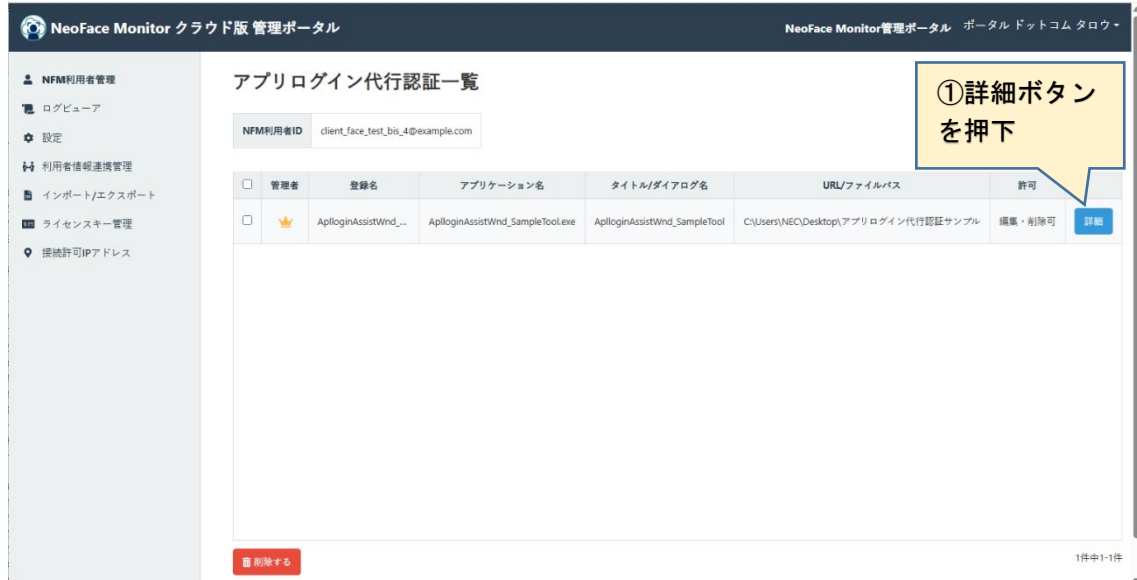 NeoFace Monitor クラウド版 管理ポータル
NeoFace Monitor管理ポータル ポータル ドットコム タロウ
NFM利用者管理
ログビューア
設定
利用者情報連携管理
インポート/エクスポート
ライセンスキー管理
接続許可IPアドレス
アプリログイン代行認証一覧
①詳細ボタン
を押下
NFM利用者ID client_face_test_bis_4@example.com
管理者 登録名 アプリケーション名 タイトル/ダイアログ名 URL/ファイルパス 許可
AplloginAssistWnd_... AplloginAssistWnd_SampleTool.exe AplloginAssistWnd_SampleTool C:\Users\NEC\Desktop\アプリログイン代行認証サンプル 編集・削除可 詳細
削除する
1件中1-1件